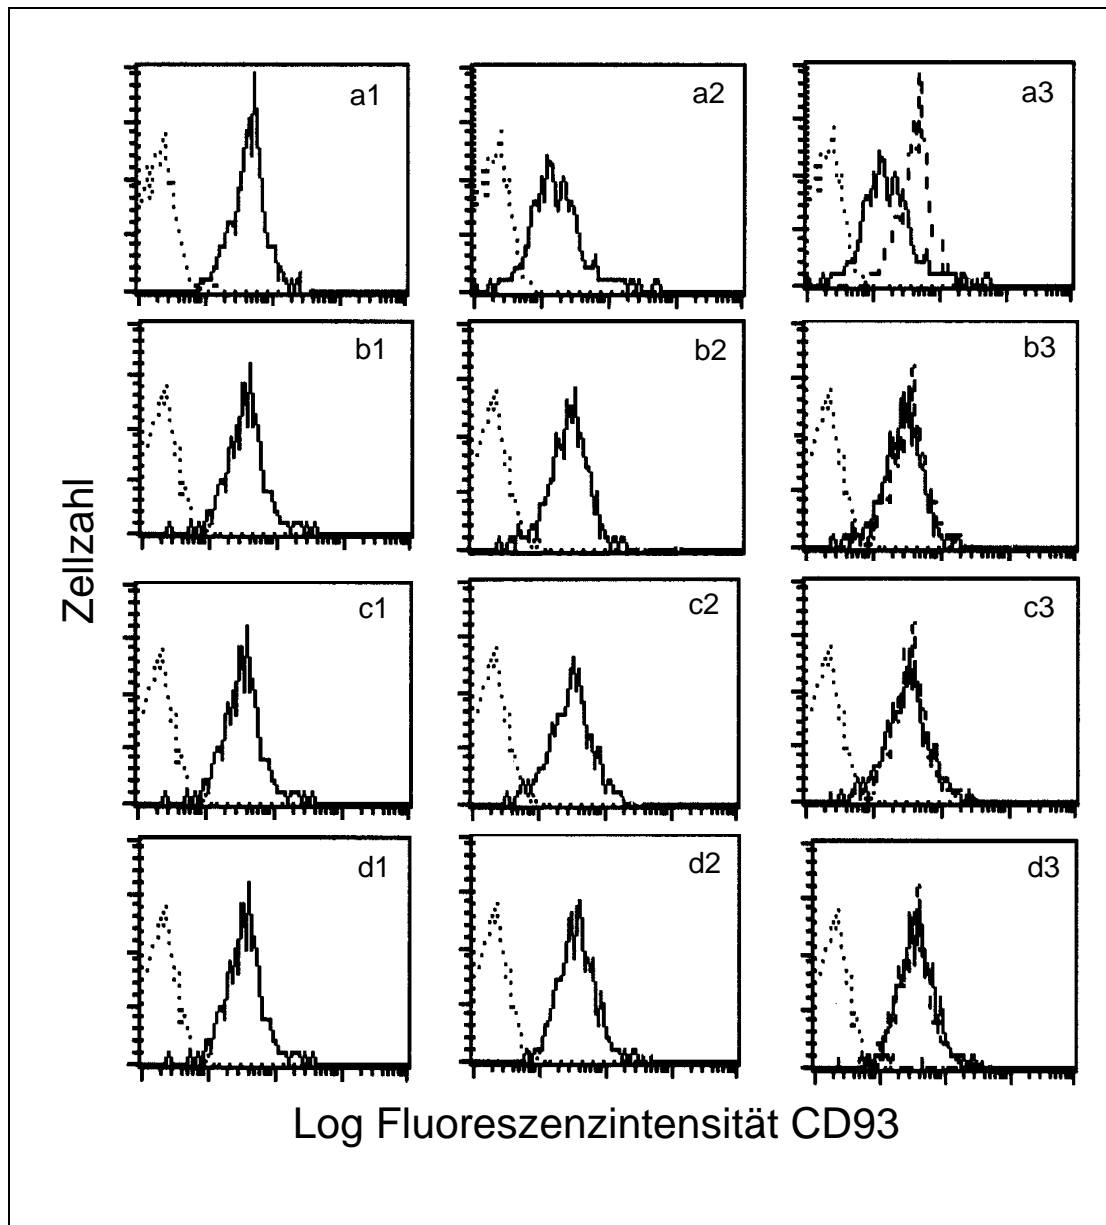 a1
a2
a3
b1
b2
b3
c1
c2
c3
d1
d2
d3
Zellzahl
Log Fluoreszenzintensität CD93